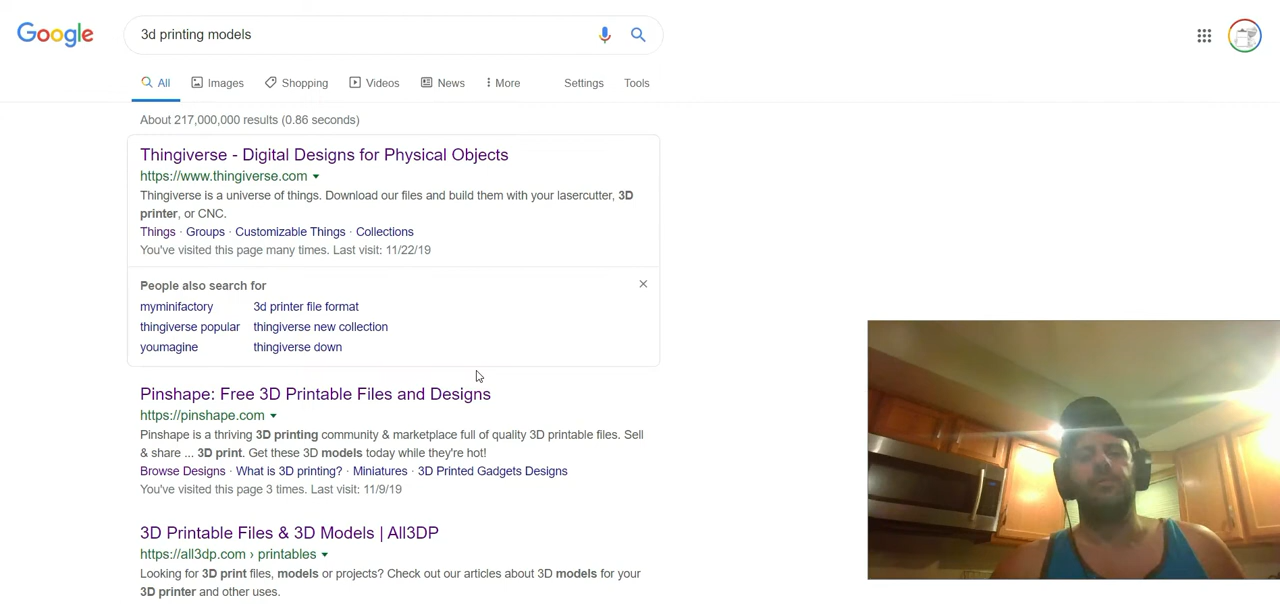 Google
3d printing models
All Images Shopping Videos News More Settings Tools
About 217,000,000 results (0.86 seconds)
Thingiverse - Digital Designs for Physical Objects
https://www.thingiverse.com
Thingiverse is a universe of things. Download our files and build them with your lasercutter, 3D
printer, or CNC.
Things · Groups · Customizable Things · Collections
You've visited this page many times. Last visit: 11/22/19
People also search for
myminifactory 3d printer file format
thingiverse popular thingiverse new collection
youmagine thingiverse down
Pinshape: Free 3D Printable Files and Designs
https://pinshape.com
Pinshape is a thriving 3D printing community & marketplace full of quality 3D printable files. Sell
& share ... 3D print. Get these 3D models today while they're hot!
Browse Designs · What is 3D printing? · Miniatures · 3D Printed Gadgets Designs
You've visited this page 3 times. Last visit: 11/9/19
3D Printable Files & 3D Models | All3DP
https://all3dp.com › printables
Looking for 3D print files, models or projects? Check out our articles about 3D models for your
3D printer and other uses.